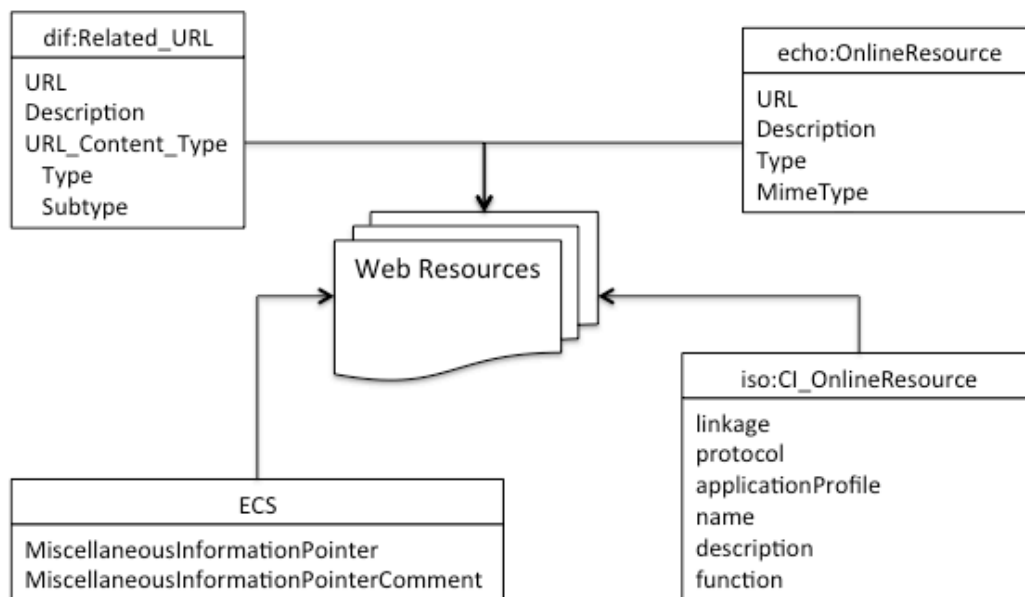 dif:Related_URL
URL
Description
URL_Content_Type
Type
Subtype
echo:OnlineResource
URL
Description
Type
MimeType
Web Resources
iso:CI_OnlineResource
linkage
protocol
applicationProfile
name
description
function
ECS
MiscellaneousInformationPointer
MiscellaneousInformationPointerComment